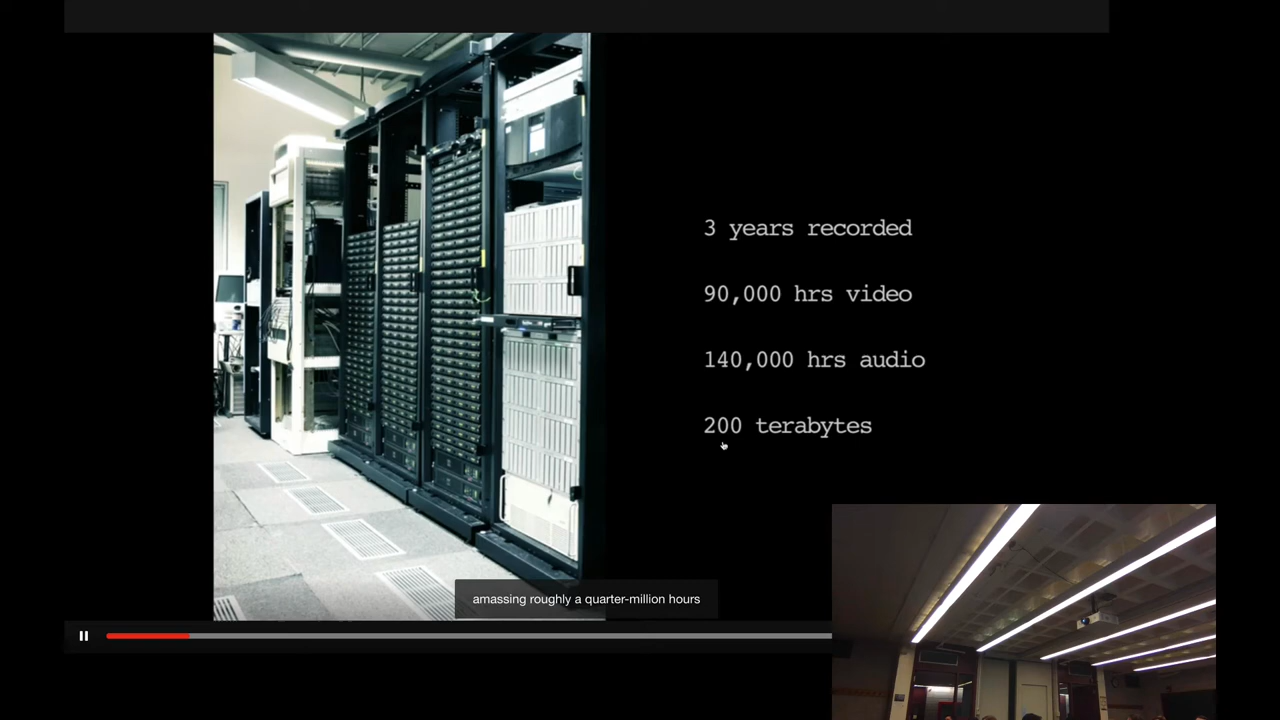 3 years recorded
90,000 hrs video
140,000 hrs audio
200 terabytes
amassing roughly a quarter-million hours